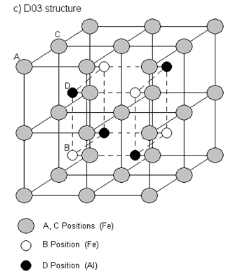 c) D03 structure
C
A
D
B
A, C Positions (Fe)
B Position (Fe)
D Position (Al)